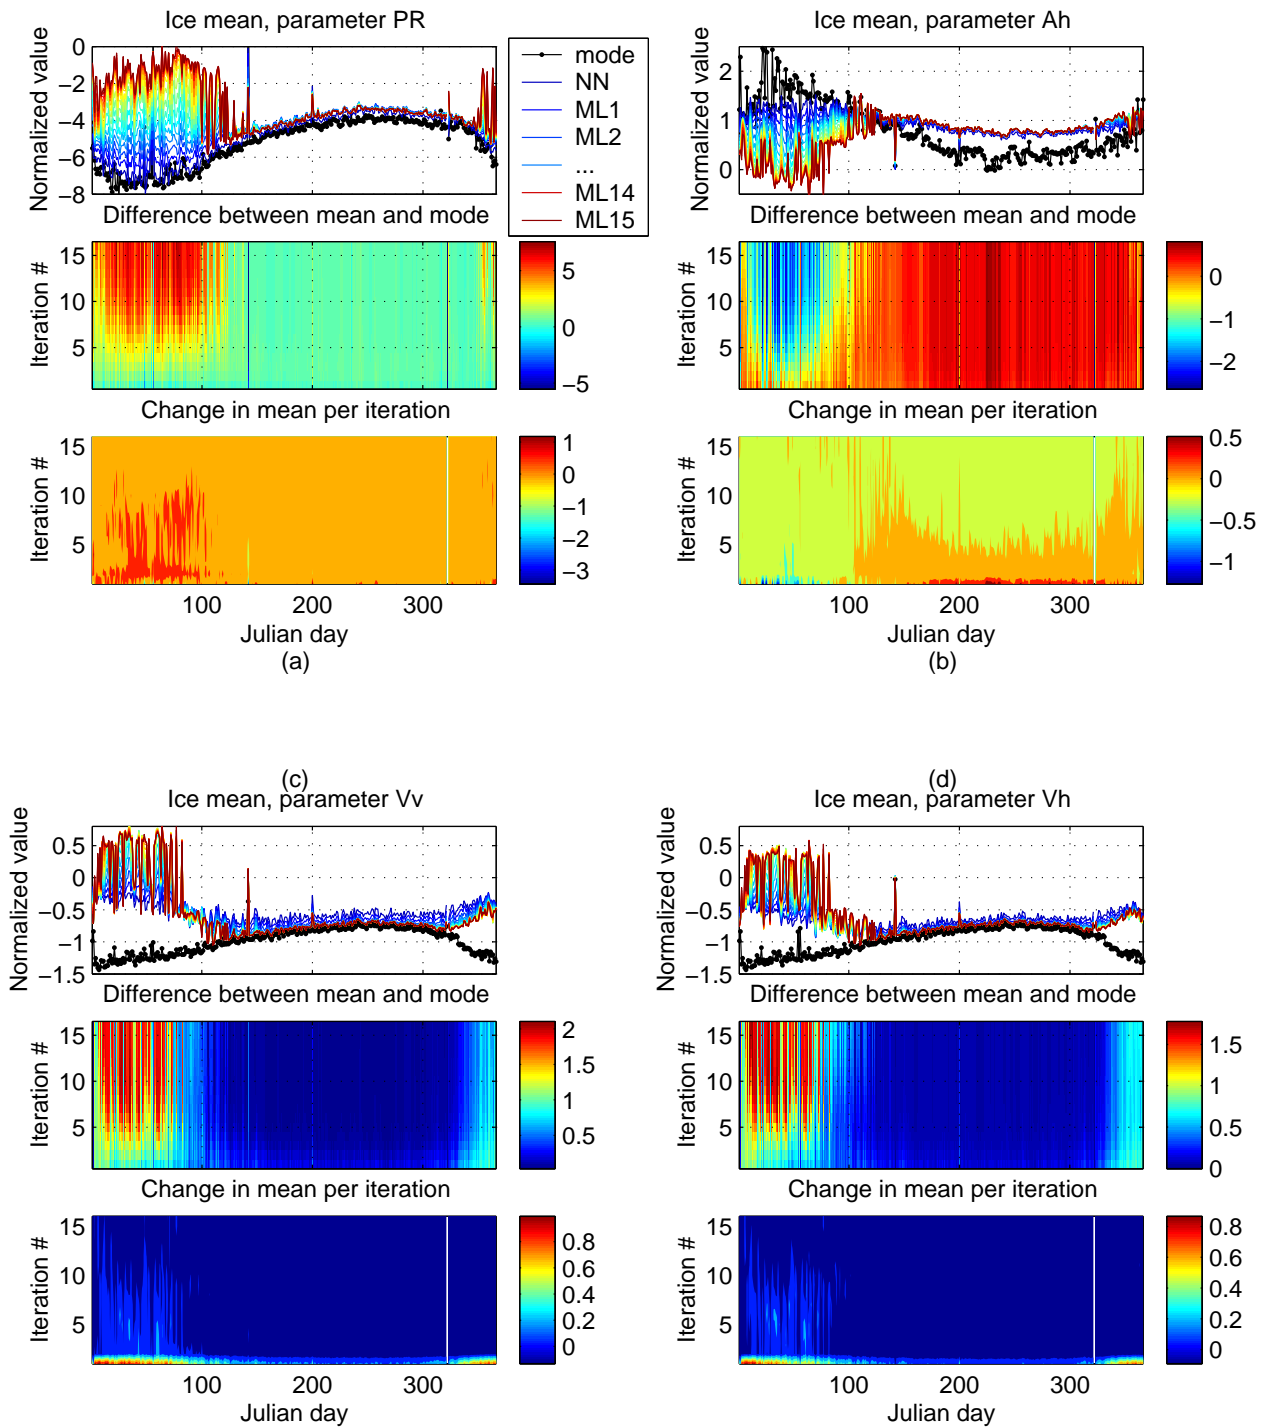 Ice mean, parameter PR
Normalized value
0
−2
−4
−6
−8
mode
NN
ML1
ML2
...
ML14
ML15
Difference between mean and mode
Iteration #
15
10
5
5
0
−5
Change in mean per iteration
Iteration #
15
10
5
1
0
−1
−2
−3
100
200
300
Julian day
(a)
Ice mean, parameter Ah
Normalized value
2
1
0
Difference between mean and mode
Iteration #
15
10
5
0
−1
−2
Change in mean per iteration
Iteration #
15
10
5
0.5
0
−0.5
−1
100
200
300
Julian day
(b)
(c)
Ice mean, parameter Vv
Normalized value
0.5
0
−0.5
−1
−1.5
Difference between mean and mode
Iteration #
15
10
5
2
1.5
1
0.5
Change in mean per iteration
Iteration #
15
10
5
0.8
0.6
0.4
0.2
0
100
200
300
Julian day
(d)
Ice mean, parameter Vh
Normalized value
0.5
0
−0.5
−1
−1.5
Difference between mean and mode
Iteration #
15
10
5
1.5
1
0.5
0
Change in mean per iteration
Iteration #
15
10
5
0.8
0.6
0.4
0.2
0
100
200
300
Julian day